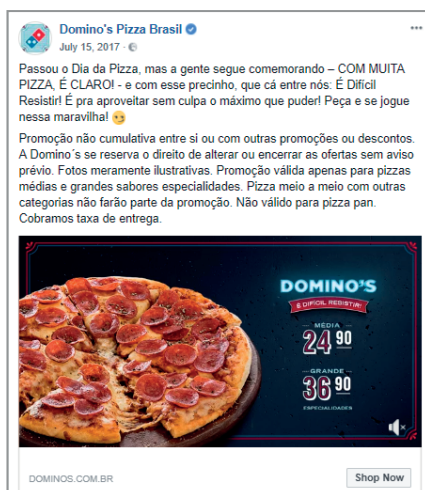 Domino's Pizza Brasil
July 15, 2017 ·
Passou o Dia da Pizza, mas a gente segue comemorando – COM MUITA
PIZZA, É CLARO! - e com esse precinho, que cá entre nós: É Difícil
Resistir! É pra aproveitar sem culpa o máximo que puder! Peça e se jogue
nessa maravilha! 😏
Promoção não cumulativa entre si ou com outras promoções ou descontos.
A Domino´s se reserva o direito de alterar ou encerrar as ofertas sem aviso
prévio. Fotos meramente ilustrativas. Promoção válida apenas para pizzas
médias e grandes sabores especialidades. Pizza meio a meio com outras
categorias não farão parte da promoção. Não válido para pizza pan.
Cobramos taxa de entrega.
DOMINO'S
É DIFÍCIL RESISTIR!
MÉDIA
24 90
GRANDE
36 90
ESPECIALIDADES
DOMINOS.COM.BR
Shop Now